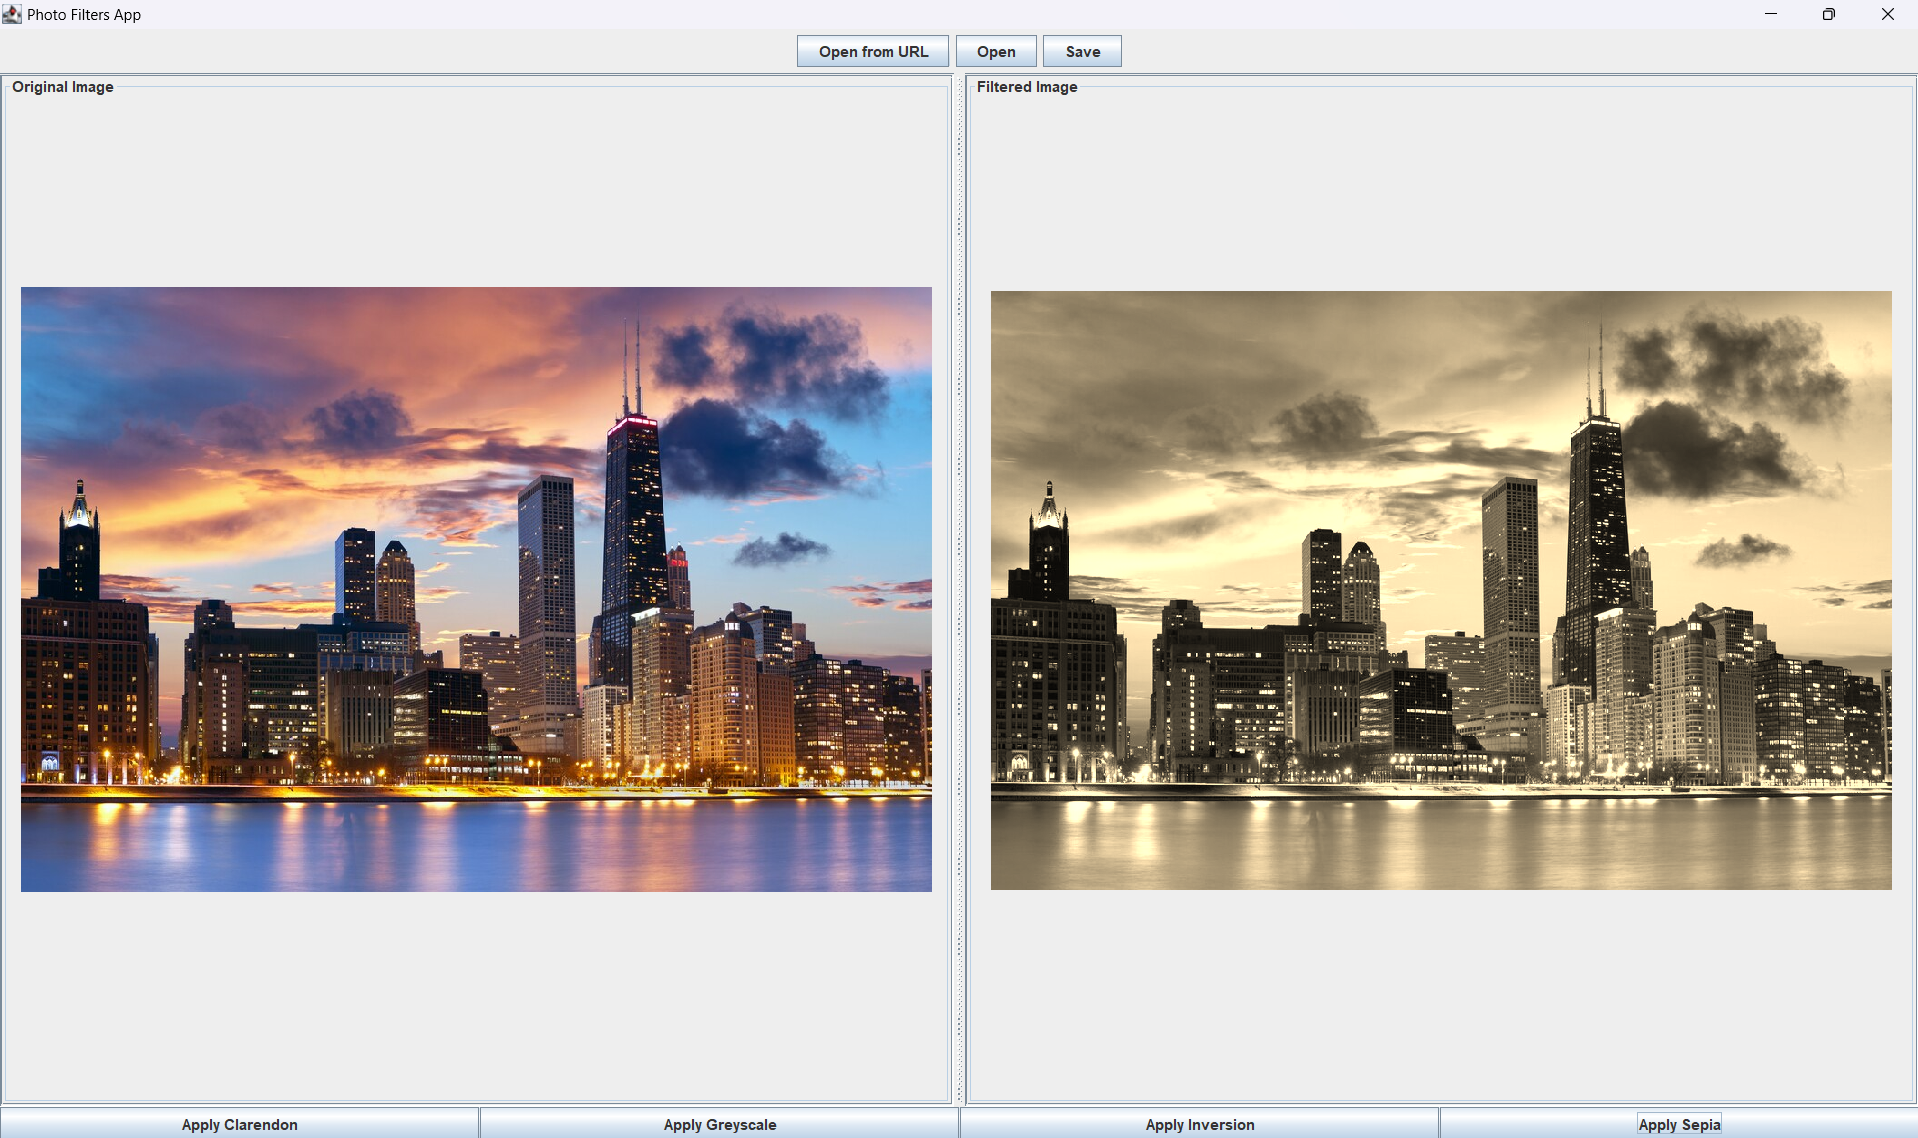 Photo Filters App
Open from URL Open Save
Original Image
Filtered Image
Apply Clarendon Apply Greyscale Apply Inversion Apply Sepia